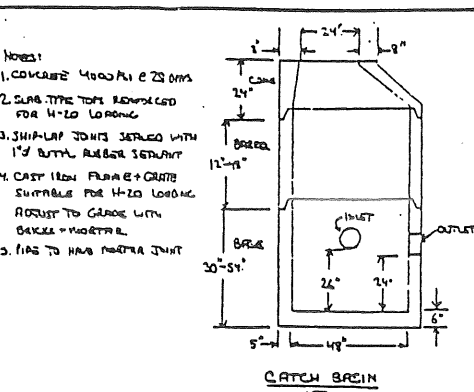 NOTES:
1. CONCRETE 4000 PSI @ 28 DAYS
2. SLAB TYPE TOPS REINFORCED
FOR H-20 LOADING
3. SHIP-LAP JOINTS SEALED WITH
1"ø BUTYL RUBBER SEALANT
4. CAST IRON FRAME + GRATE
SUITABLE FOR H-20 LOADING
ADJUST TO GRADE WITH
BRICK + MORTAR
5. PIPE TO HAVE MORTAR JOINT
24"
8"
CONE
24"
BARREL
12"-48"
BASE
30"-54"
INLET
OUTLET
26"
24"
6"
5"
48"
CATCH BASIN